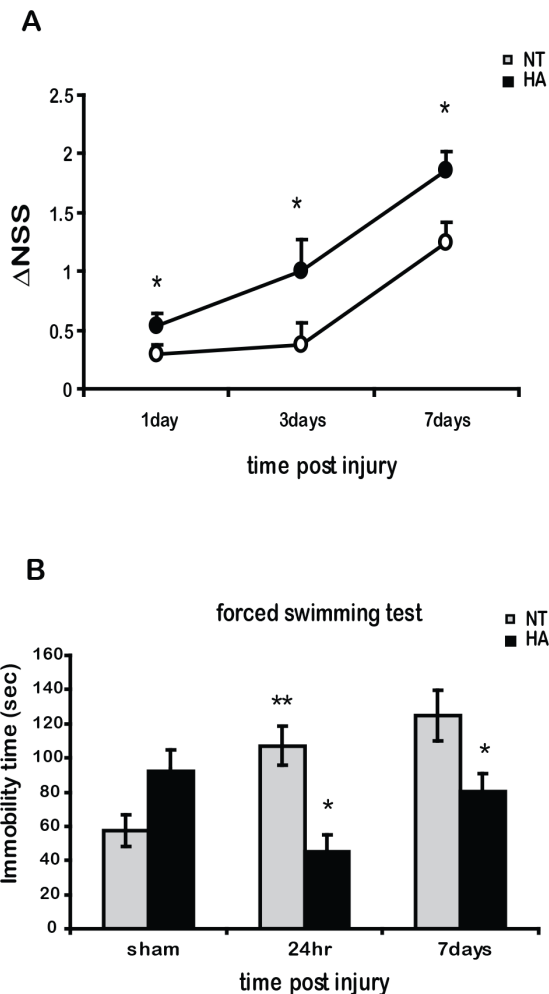 A
NT
HA
2.5
2
1.5
1
0.5
0
ΔNSS
*
*
*
1day 3days 7days
time post injury
B
forced swimming test
NT
HA
160
140
120
100
80
60
40
20
0
Immobility time (sec)
**
*
*
sham 24hr 7days
time post injury